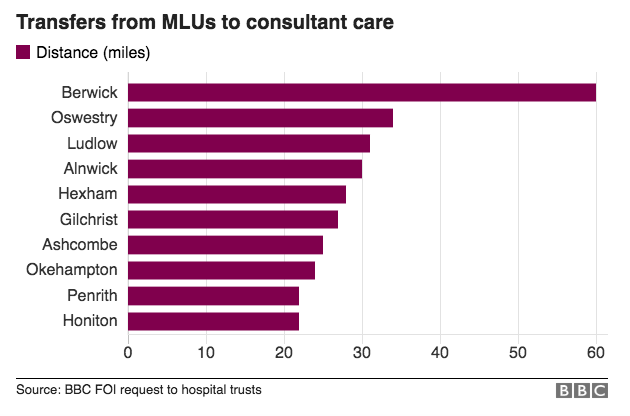 Transfers from MLUs to consultant care
Distance (miles)
Berwick
Oswestry
Ludlow
Alnwick
Hexham
Gilchrist
Ashcombe
Okehampton
Penrith
Honiton
0 10 20 30 40 50 60
Source: BBC FOI request to hospital trusts
BBC